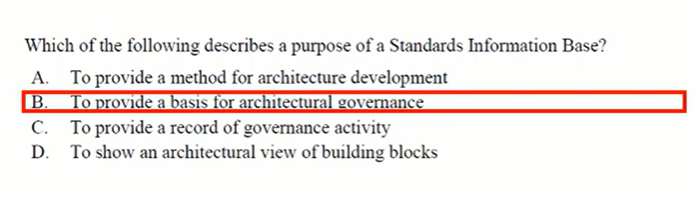 Which of the following describes a purpose of a Standards Information Base?
A. To provide a method for architecture development
B. To provide a basis for architectural governance
C. To provide a record of governance activity
D. To show an architectural view of building blocks